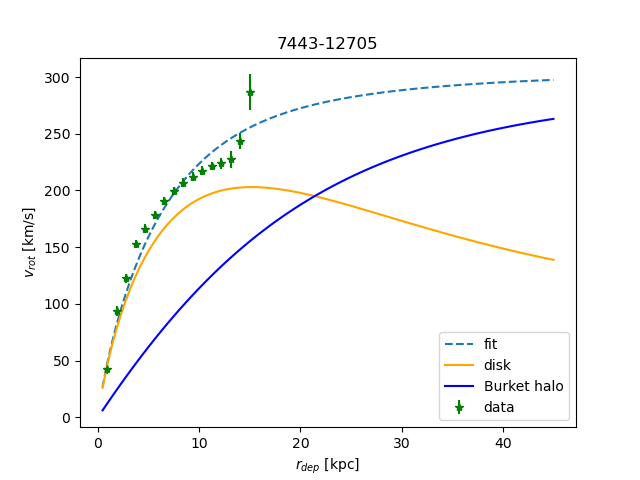 7443-12705
300
250
200
150
100
50
0
v_rot [km/s]
0 10 20 30 40
r_dep [kpc]
fit
disk
Burket halo
data